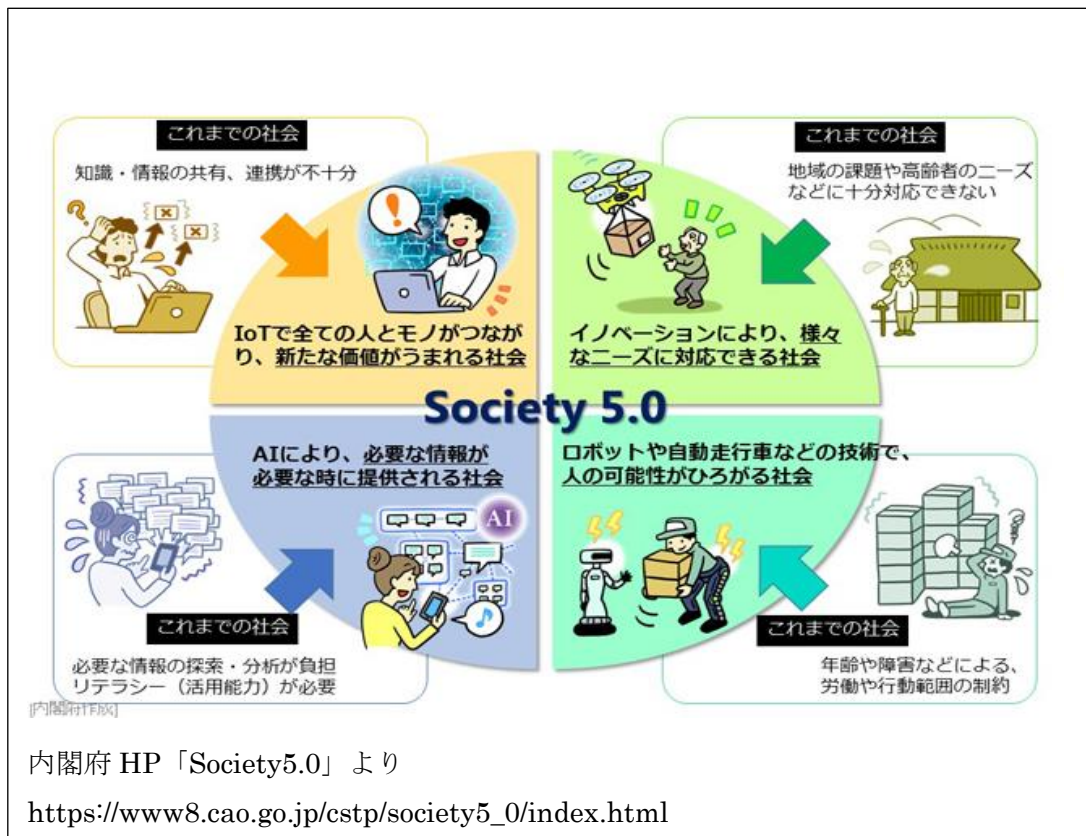 これまでの社会
知識・情報の共有、連携が不十分
IoTで全ての人とモノがつなが
り、新たな価値がうまれる社会
これまでの社会
地域の課題や高齢者のニーズ
などに十分対応できない
イノベーションにより、様々
なニーズに対応できる社会
Society 5.0
AIにより、必要な情報が
必要な時に提供される社会
AI
これまでの社会
必要な情報の探索・分析が負担
リテラシー（活用能力）が必要
ロボットや自動走行車などの技術で、
人の可能性がひろがる社会
これまでの社会
年齢や障害などによる、
労働や行動範囲の制約
[内閣府作成]
内閣府 HP「Society5.0」より
https://www8.cao.go.jp/cstp/society5_0/index.html